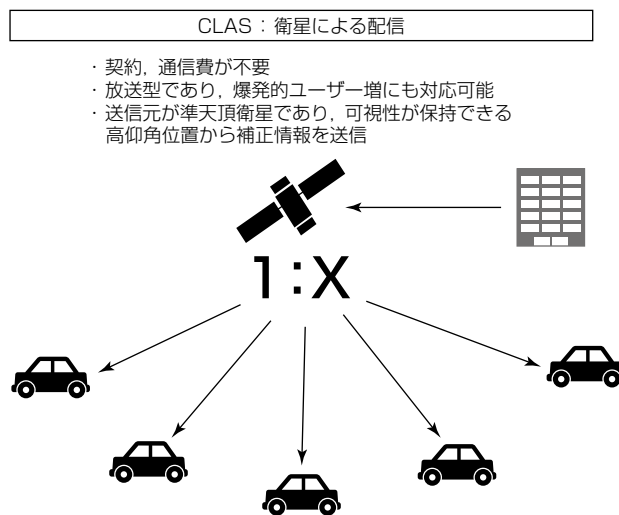 CLAS：衛星による配信
・契約，通信費が不要
・放送型であり，爆発的ユーザー増にも対応可能
・送信元が準天頂衛星であり，可視性が保持できる
高仰角位置から補正情報を送信
1:X